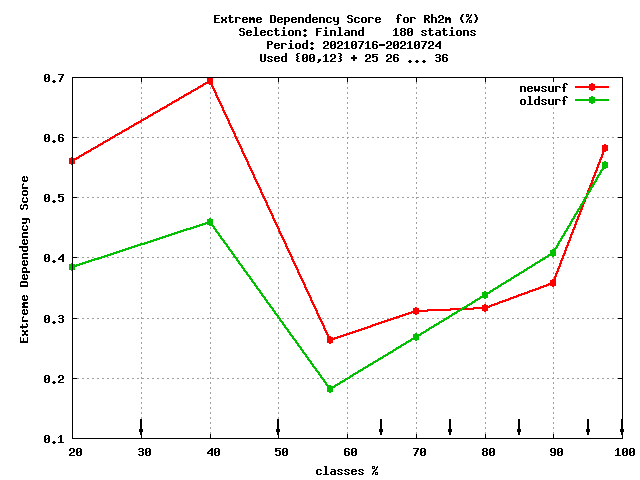 Extreme Dependency Score  for Rh2m (%)
Selection: Finland    180 stations
Period: 20210716-20210724
Used {00,12} + 25 26 ... 36
newsurf
oldsurf
0.7
0.6
0.5
0.4
0.3
0.2
0.1
Extreme Dependency Score
20 30 40 50 60 70 80 90 100
classes %